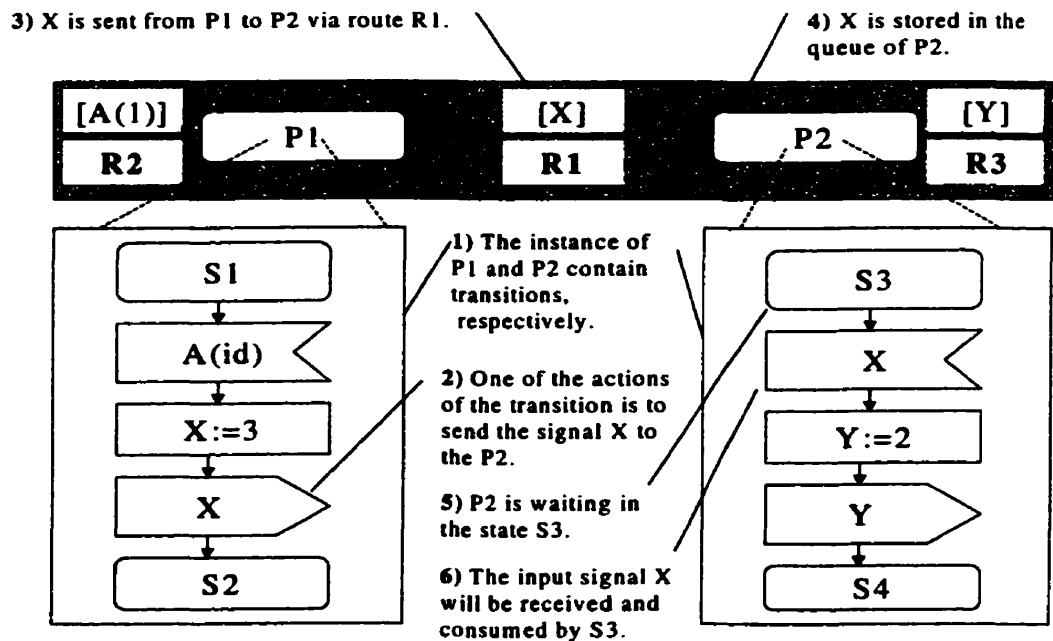 3) X is sent from P1 to P2 via route R1.
4) X is stored in the
queue of P2.
[A(1)]
R2
P1
[X]
R1
P2
[Y]
R3
S1
A(id)
X:=3
X
S2
1) The instance of
P1 and P2 contain
transitions,
respectively.
2) One of the actions
of the transition is to
send the signal X to
the P2.
5) P2 is waiting in
the state S3.
6) The input signal X
will be received and
consumed by S3.
S3
X
Y:=2
Y
S4